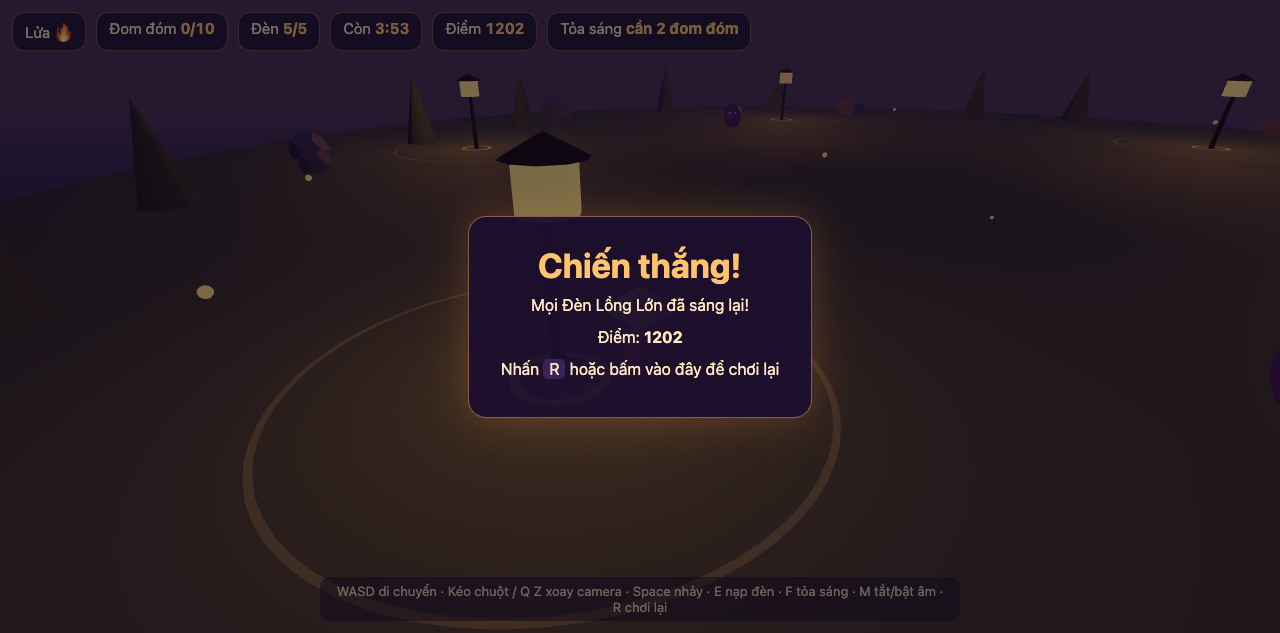 Lửa 🔥
Đom đóm 0/10
Đèn 5/5
Còn 3:53
Điểm 1202
Tỏa sáng cần 2 đom đóm
Chiến thắng!
Mọi Đèn Lồng Lớn đã sáng lại!
Điểm: 1202
Nhấn R hoặc bấm vào đây để chơi lại
WASD di chuyển · Kéo chuột / Q Z xoay camera · Space nhảy · E nạp đèn · F tỏa sáng · M tắt/bật âm ·
R chơi lại